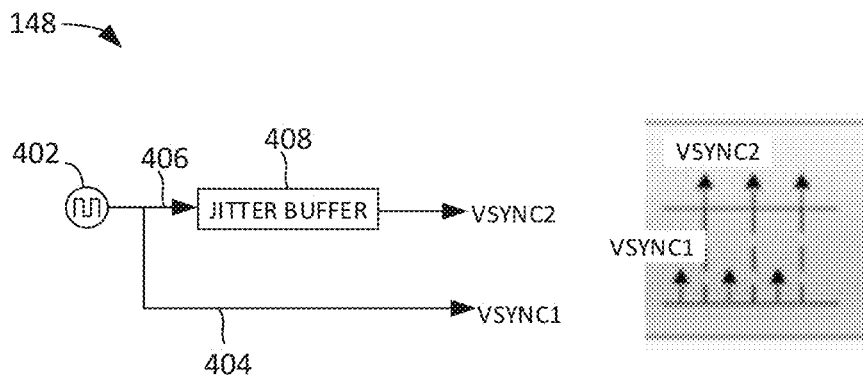 148
402
406
408
JITTER BUFFER
VSYNC2
VSYNC1
404
VSYNC2
VSYNC1